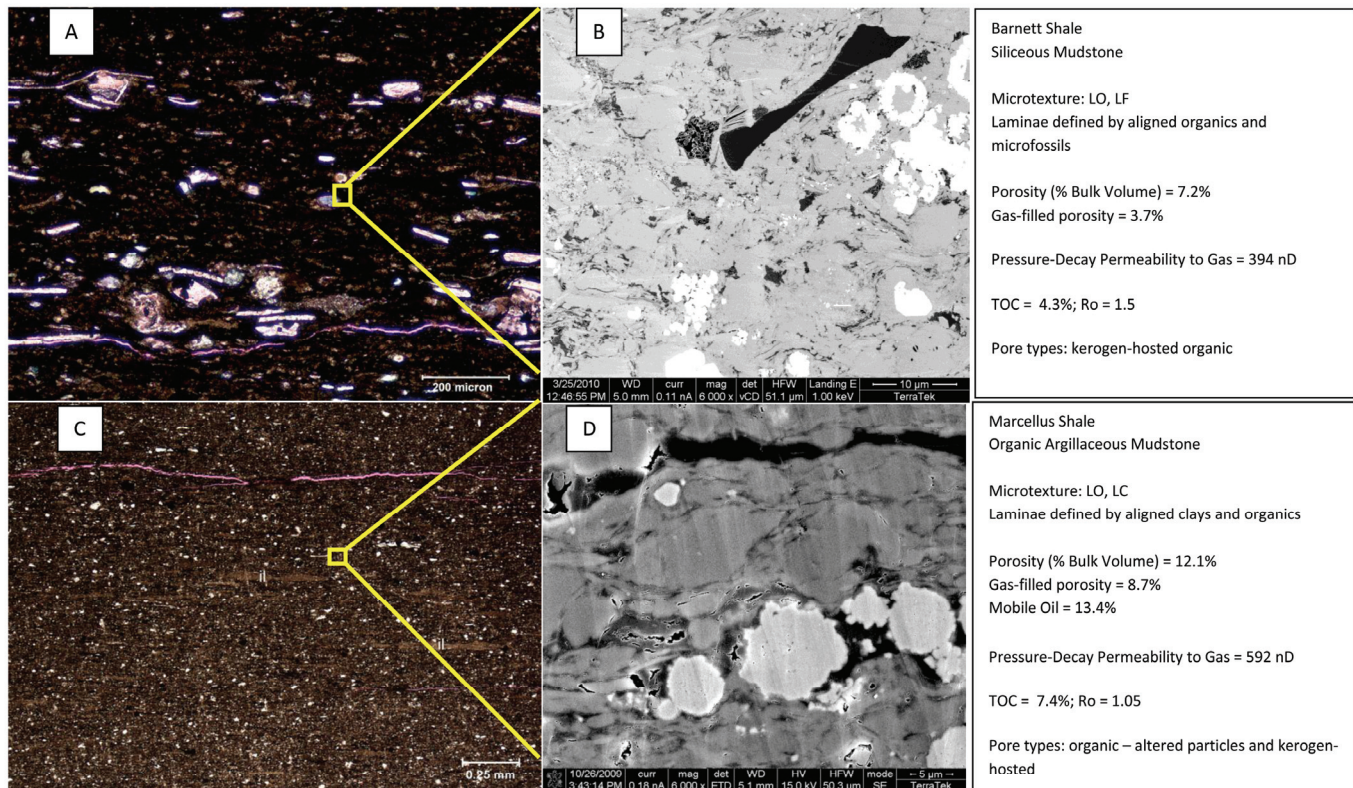 A
200 micron
B
3/25/2010 WD curr mag det HFW Landing E 10 µm
12:46:55 PM 5.0 mm 0.11 nA 6 000 x vCD 51.1 µm 1.00 keV TerraTek
Barnett Shale
Siliceous Mudstone
Microtexture: LO, LF
Laminae defined by aligned organics and
microfossils
Porosity (% Bulk Volume) = 7.2%
Gas-filled porosity = 3.7%
Pressure-Decay Permeability to Gas = 394 nD
TOC = 4.3%; Ro = 1.5
Pore types: kerogen-hosted organic
C
il
il
0.25 mm
D
10/26/2009 curr mag det WD HV HFW mode 5 µm
3:43:14 PM 0.18 nA 6 000 x ETD 5.1 mm 15.0 kV 50.3 µm SE TerraTek
Marcellus Shale
Organic Argillaceous Mudstone
Microtexture: LO, LC
Laminae defined by aligned clays and organics
Porosity (% Bulk Volume) = 12.1%
Gas-filled porosity = 8.7%
Mobile Oil = 13.4%
Pressure-Decay Permeability to Gas = 592 nD
TOC = 7.4%; Ro = 1.05
Pore types: organic – altered particles and kerogen-
hosted